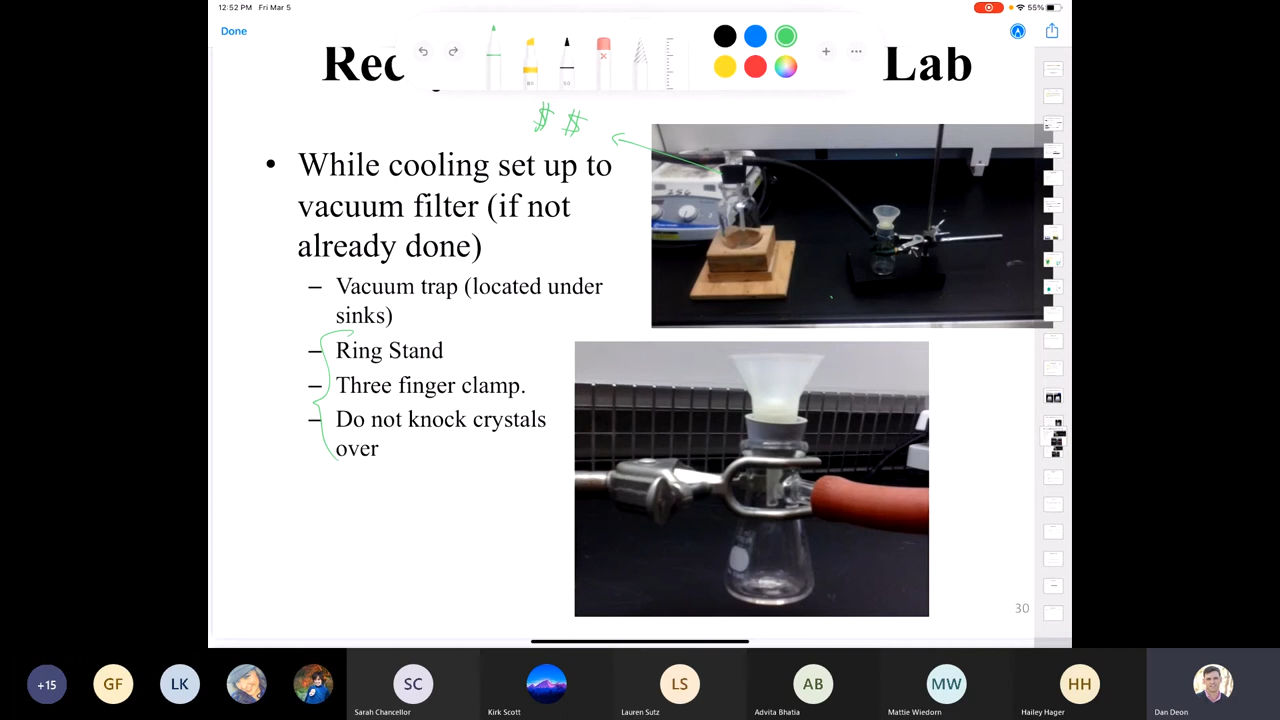 12:52 PM Fri Mar 5
55%
Done
Lab
$ $
• While cooling set up to
vacuum filter (if not
already done)
– Vacuum trap (located under
sinks)
– Ring Stand
– Three finger clamp.
– Do not knock crystals
over
30
+15
GF
LK
SC
LS
AB
MW
HH
Sarah Chancellor
Kirk Scott
Lauren Sutz
Advita Bhatia
Mattie Wiedorn
Hailey Hager
Dan Deon